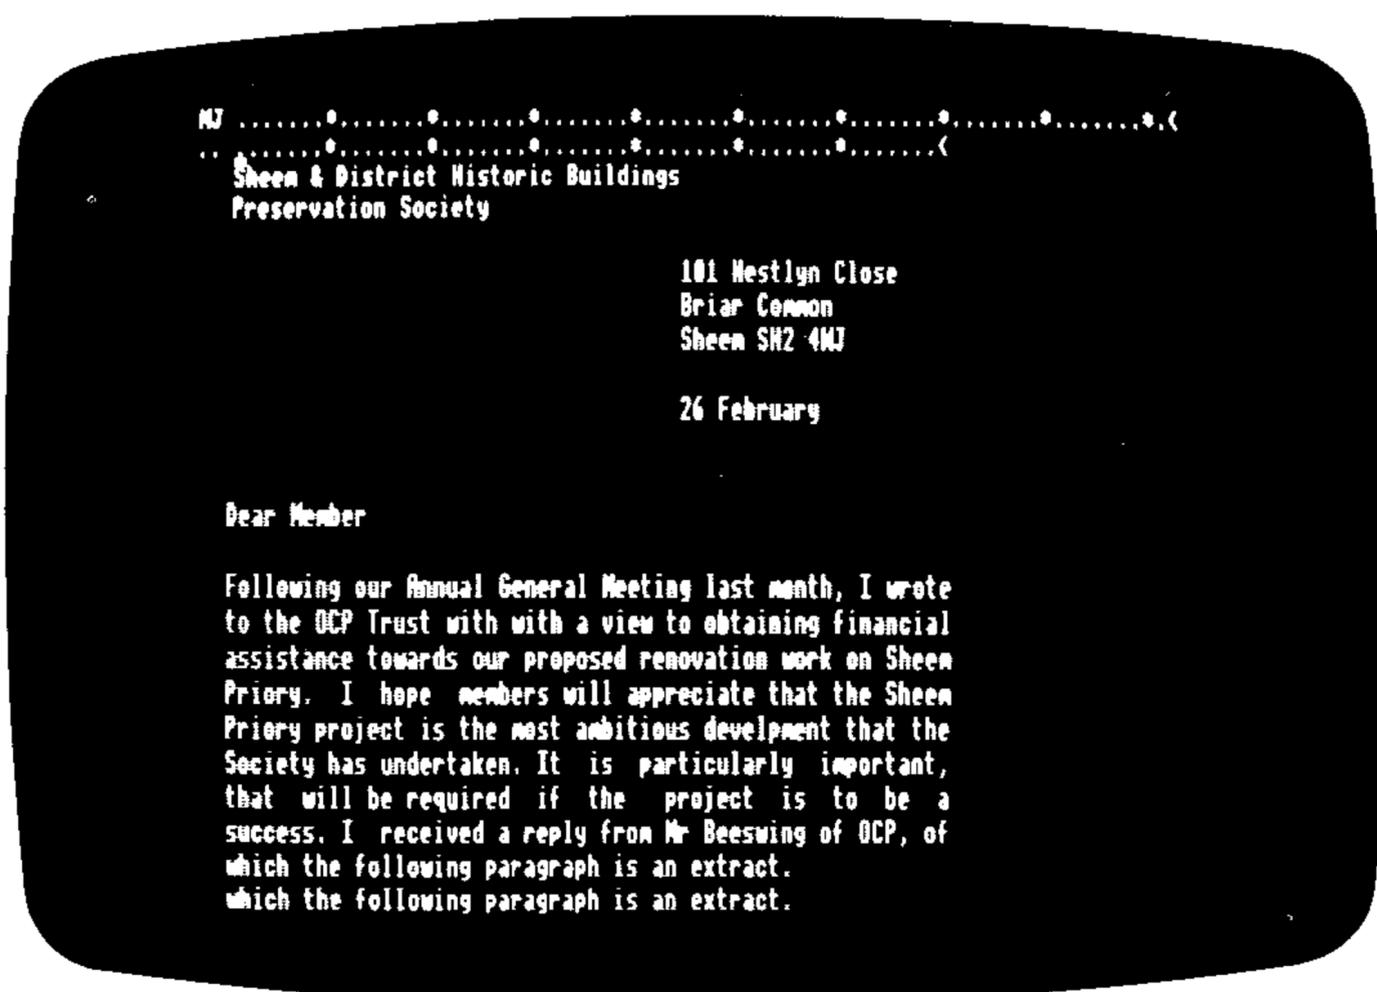 MJ .......*.......*.......*.......*.......*.......*.......*.......*.......*.<
.. .......*.......*.......*.......*.......*.......*.......<
Sheem & District Historic Buildings
Preservation Society
101 Westlyn Close
Briar Common
Sheem SH2 4WJ
26 February
Dear Member
Following our Annual General Meeting last month, I wrote
to the OCP Trust with with a view to obtaining financial
assistance towards our proposed renovation work on Sheem
Priory. I hope members will appreciate that the Sheem
Priory project is the most ambitious develpment that the
Society has undertaken. It is particularly important,
that will be required if the project is to be a
success. I received a reply from Mr Beeswing of OCP, of
which the following paragraph is an extract.
which the following paragraph is an extract.